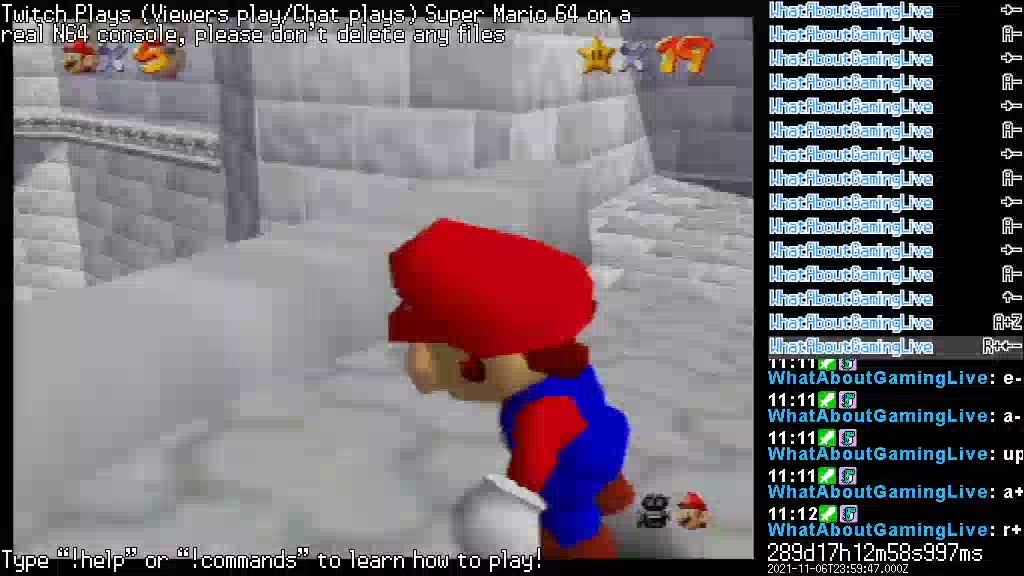 Twitch Plays (Viewers play/Chat plays) Super Mario 64 on a
real N64 console, please don't delete any files
19
WhatAboutGamingLive
WhatAboutGamingLive A-
WhatAboutGamingLive
WhatAboutGamingLive A-
WhatAboutGamingLive
WhatAboutGamingLive A-
WhatAboutGamingLive
WhatAboutGamingLive A-
WhatAboutGamingLive
WhatAboutGamingLive A-
WhatAboutGamingLive
WhatAboutGamingLive A-
WhatAboutGamingLive
WhatAboutGamingLive A+Z
WhatAboutGamingLive
11:11
WhatAboutGamingLive: e-
11:11
WhatAboutGamingLive: a-
11:11
WhatAboutGamingLive: up
11:11
WhatAboutGamingLive: a+
11:12
WhatAboutGamingLive: r+
Type “!help” or “!commands” to learn how to play!
289d17h12m58s997ms
2021-11-06T23:59:47.000Z